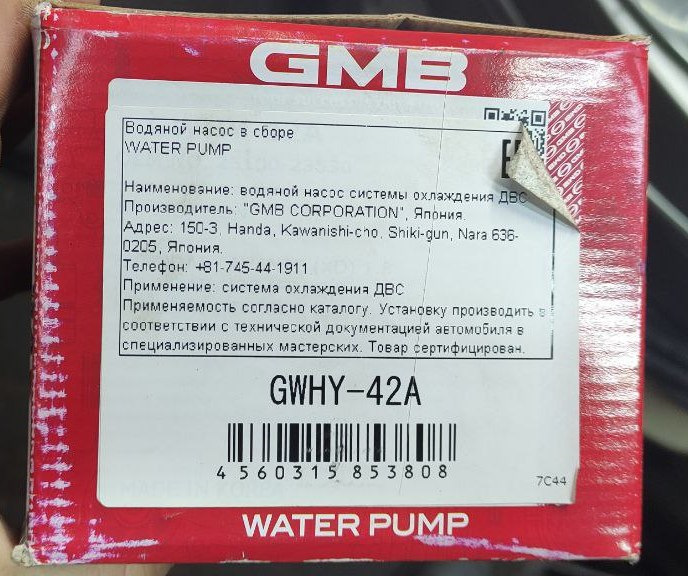 GMB
Водяной насос в сборе
WATER PUMP
Наименование: водяной насос системы охлаждения ДВС
Производитель: "GMB CORPORATION", Япония.
Адрес: 150-3, Handa, Kawanishi-cho, Shiki-gun, Nara 636-
0205, Япония.
Телефон: +81-745-44-1911
Применение: система охлаждения ДВС
Применяемость согласно каталогу. Установку производить в
соответствии с технической документацией автомобиля в
специализированных мастерских. Товар сертифицирован.
GWHY-42A
4 560315 853808
7C44
WATER PUMP